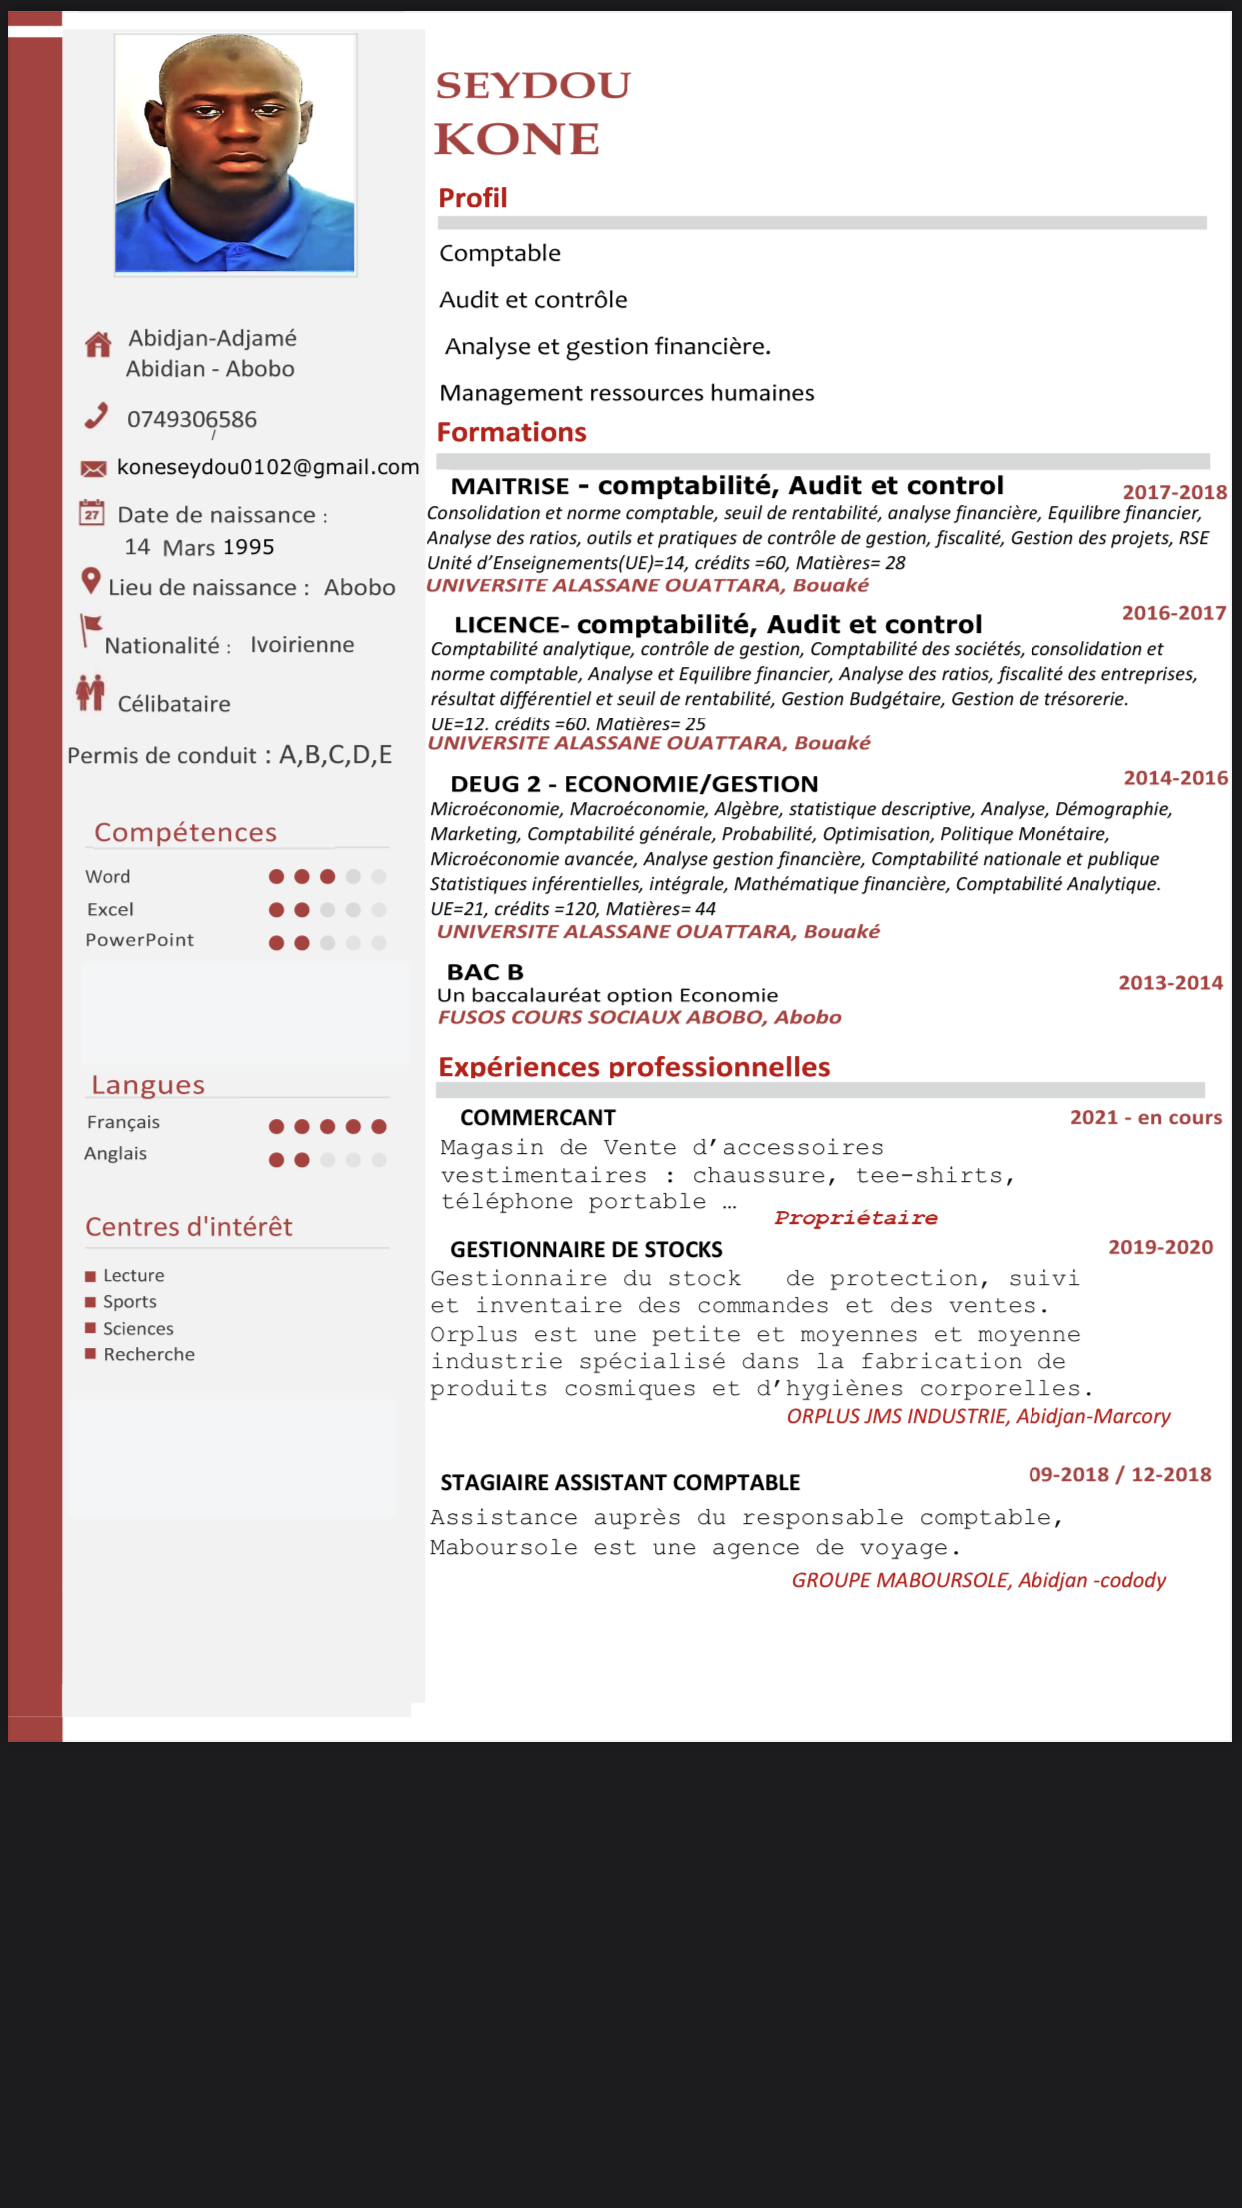 SEYDOU
KONE
Abidjan-Adjamé
Abidjan - Abobo
0749306586
/
koneseydou0102@gmail.com
27
Date de naissance :
14 Mars 1995
Lieu de naissance : Abobo
Nationalité : Ivoirienne
Célibataire
Permis de conduit : A,B,C,D,E
Compétences
Word
Excel
PowerPoint
Langues
Français
Anglais
Centres d'intérêt
Lecture
Sports
Sciences
Recherche
Profil
Comptable
Audit et contrôle
Analyse et gestion financière.
Management ressources humaines
Formations
MAITRISE - comptabilité, Audit et control
2017-2018
Consolidation et norme comptable, seuil de rentabilité, analyse financière, Equilibre financier,
Analyse des ratios, outils et pratiques de contrôle de gestion, fiscalité, Gestion des projets, RSE
Unité d’Enseignements(UE)=14, crédits =60, Matières= 28
UNIVERSITE ALASSANE OUATTARA, Bouaké
2016-2017
LICENCE- comptabilité, Audit et control
Comptabilité analytique, contrôle de gestion, Comptabilité des sociétés, consolidation et
norme comptable, Analyse et Equilibre financier, Analyse des ratios, fiscalité des entreprises,
résultat différentiel et seuil de rentabilité, Gestion Budgétaire, Gestion de trésorerie.
UE=12, crédits =60, Matières= 25
UNIVERSITE ALASSANE OUATTARA, Bouaké
2014-2016
DEUG 2 - ECONOMIE/GESTION
Microéconomie, Macroéconomie, Algèbre, statistique descriptive, Analyse, Démographie,
Marketing, Comptabilité générale, Probabilité, Optimisation, Politique Monétaire,
Microéconomie avancée, Analyse gestion financière, Comptabilité nationale et publique
Statistiques inférentielles, intégrale, Mathématique financière, Comptabilité Analytique.
UE=21, crédits =120, Matières= 44
UNIVERSITE ALASSANE OUATTARA, Bouaké
BAC B
2013-2014
Un baccalauréat option Economie
FUSOS COURS SOCIAUX ABOBO, Abobo
Expériences professionnelles
COMMERCANT
2021 - en cours
Magasin de Vente d’accessoires
vestimentaires : chaussure, tee-shirts,
téléphone portable …
Propriétaire
GESTIONNAIRE DE STOCKS
2019-2020
Gestionnaire du stock de protection, suivi
et inventaire des commandes et des ventes.
Orplus est une petite et moyennes et moyenne
industrie spécialisé dans la fabrication de
produits cosmiques et d’hygiènes corporelles.
ORPLUS JMS INDUSTRIE, Abidjan-Marcory
09-2018 / 12-2018
STAGIAIRE ASSISTANT COMPTABLE
Assistance auprès du responsable comptable,
Maboursole est une agence de voyage.
GROUPE MABOURSOLE, Abidjan -codody